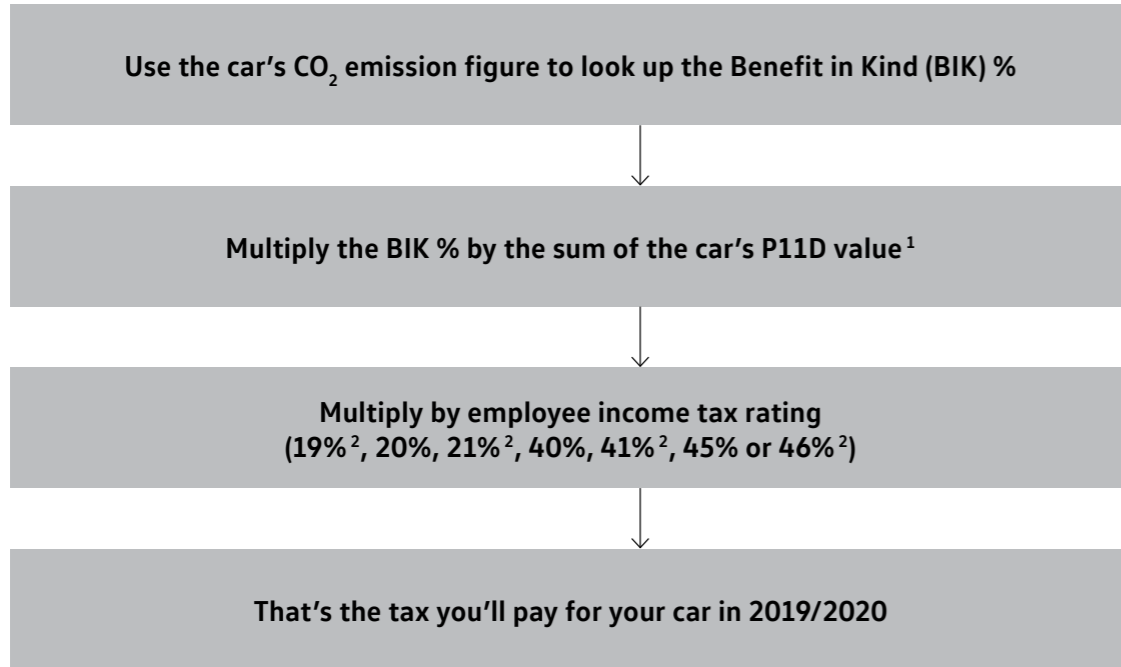 Use the car’s CO₂ emission figure to look up the Benefit in Kind (BIK) %
Multiply the BIK % by the sum of the car’s P11D value¹
Multiply by employee income tax rating
(19%², 20%, 21%², 40%, 41%², 45% or 46%²)
That’s the tax you’ll pay for your car in 2019/2020